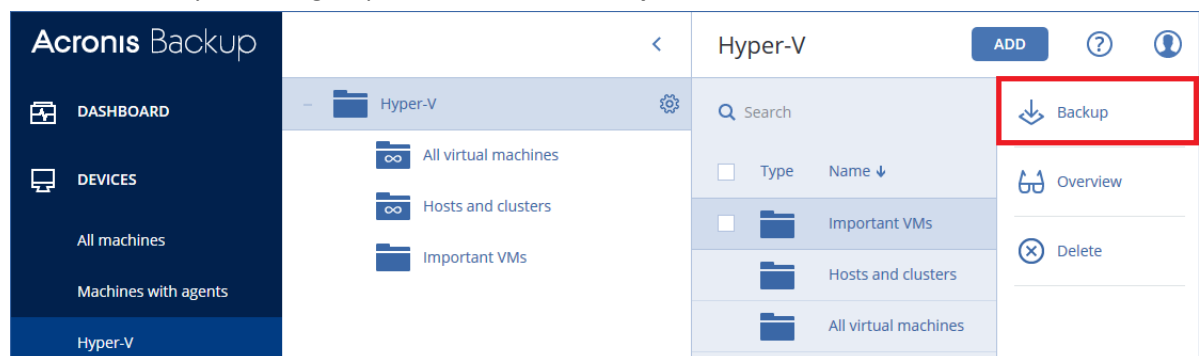 Acronis Backup
DASHBOARD
DEVICES
All machines
Machines with agents
Hyper-V
Hyper-V
All virtual machines
Hosts and clusters
Important VMs
Hyper-V
ADD
Search
Type Name
Important VMs
Hosts and clusters
All virtual machines
Backup
Overview
Delete